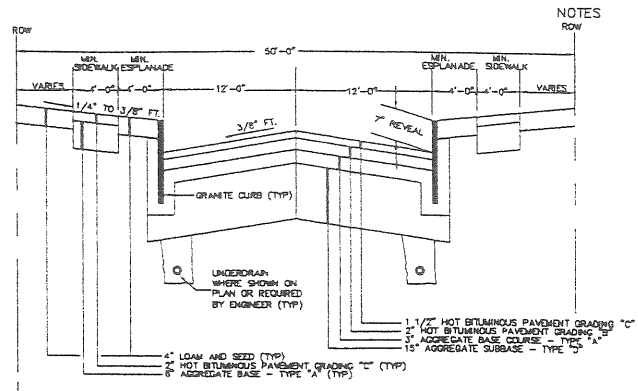 NOTES
ROW
ROW
50'-0"
MIN. SIDEWALK
MIN. ESPLANADE
MIN. ESPLANADE
MIN. SIDEWALK
VARIES
4'-0"
4'-0"
12'-0"
12'-0"
4'-0"
4'-0"
VARIES
1/4" TO 3/8" FT.
3/8" FT.
7" REVEAL
GRANITE CURB (TYP)
UNDERDRAIN
WHERE SHOWN ON
PLAN OR REQUIRED
BY ENGINEER (TYP)
1 1/2" HOT BITUMINOUS PAVEMENT GRADING "C"
2" HOT BITUMINOUS PAVEMENT GRADING "B"
3" AGGREGATE BASE COURSE - TYPE "A"
15" AGGREGATE SUBBASE - TYPE "D"
4" LOAM AND SEED (TYP)
2" HOT BITUMINOUS PAVEMENT GRADING "C" (TYP)
6" AGGREGATE BASE - TYPE "A" (TYP)